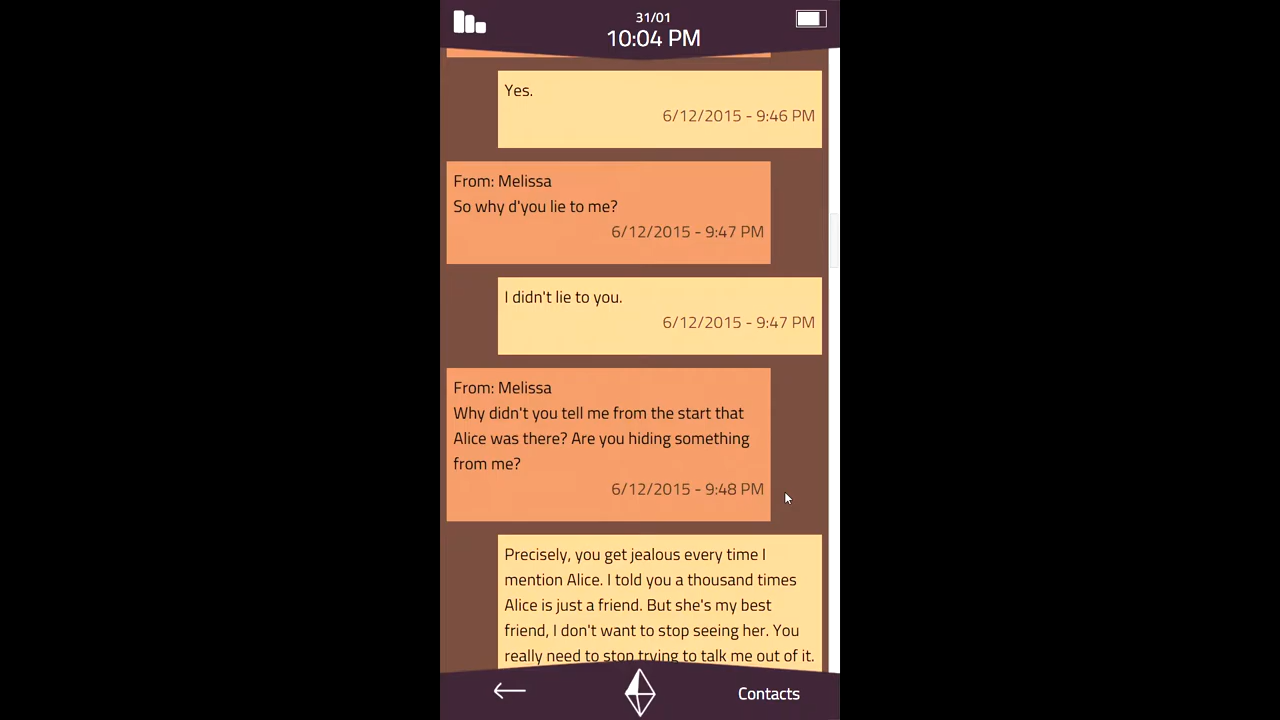 31/01
10:04 PM
Yes.
6/12/2015 - 9:46 PM
From: Melissa
So why d'you lie to me?
6/12/2015 - 9:47 PM
I didn't lie to you.
6/12/2015 - 9:47 PM
From: Melissa
Why didn't you tell me from the start that
Alice was there? Are you hiding something
from me?
6/12/2015 - 9:48 PM
Precisely, you get jealous every time I
mention Alice. I told you a thousand times
Alice is just a friend. But she's my best
friend, I don't want to stop seeing her. You
really need to stop trying to talk me out of it.
Contacts